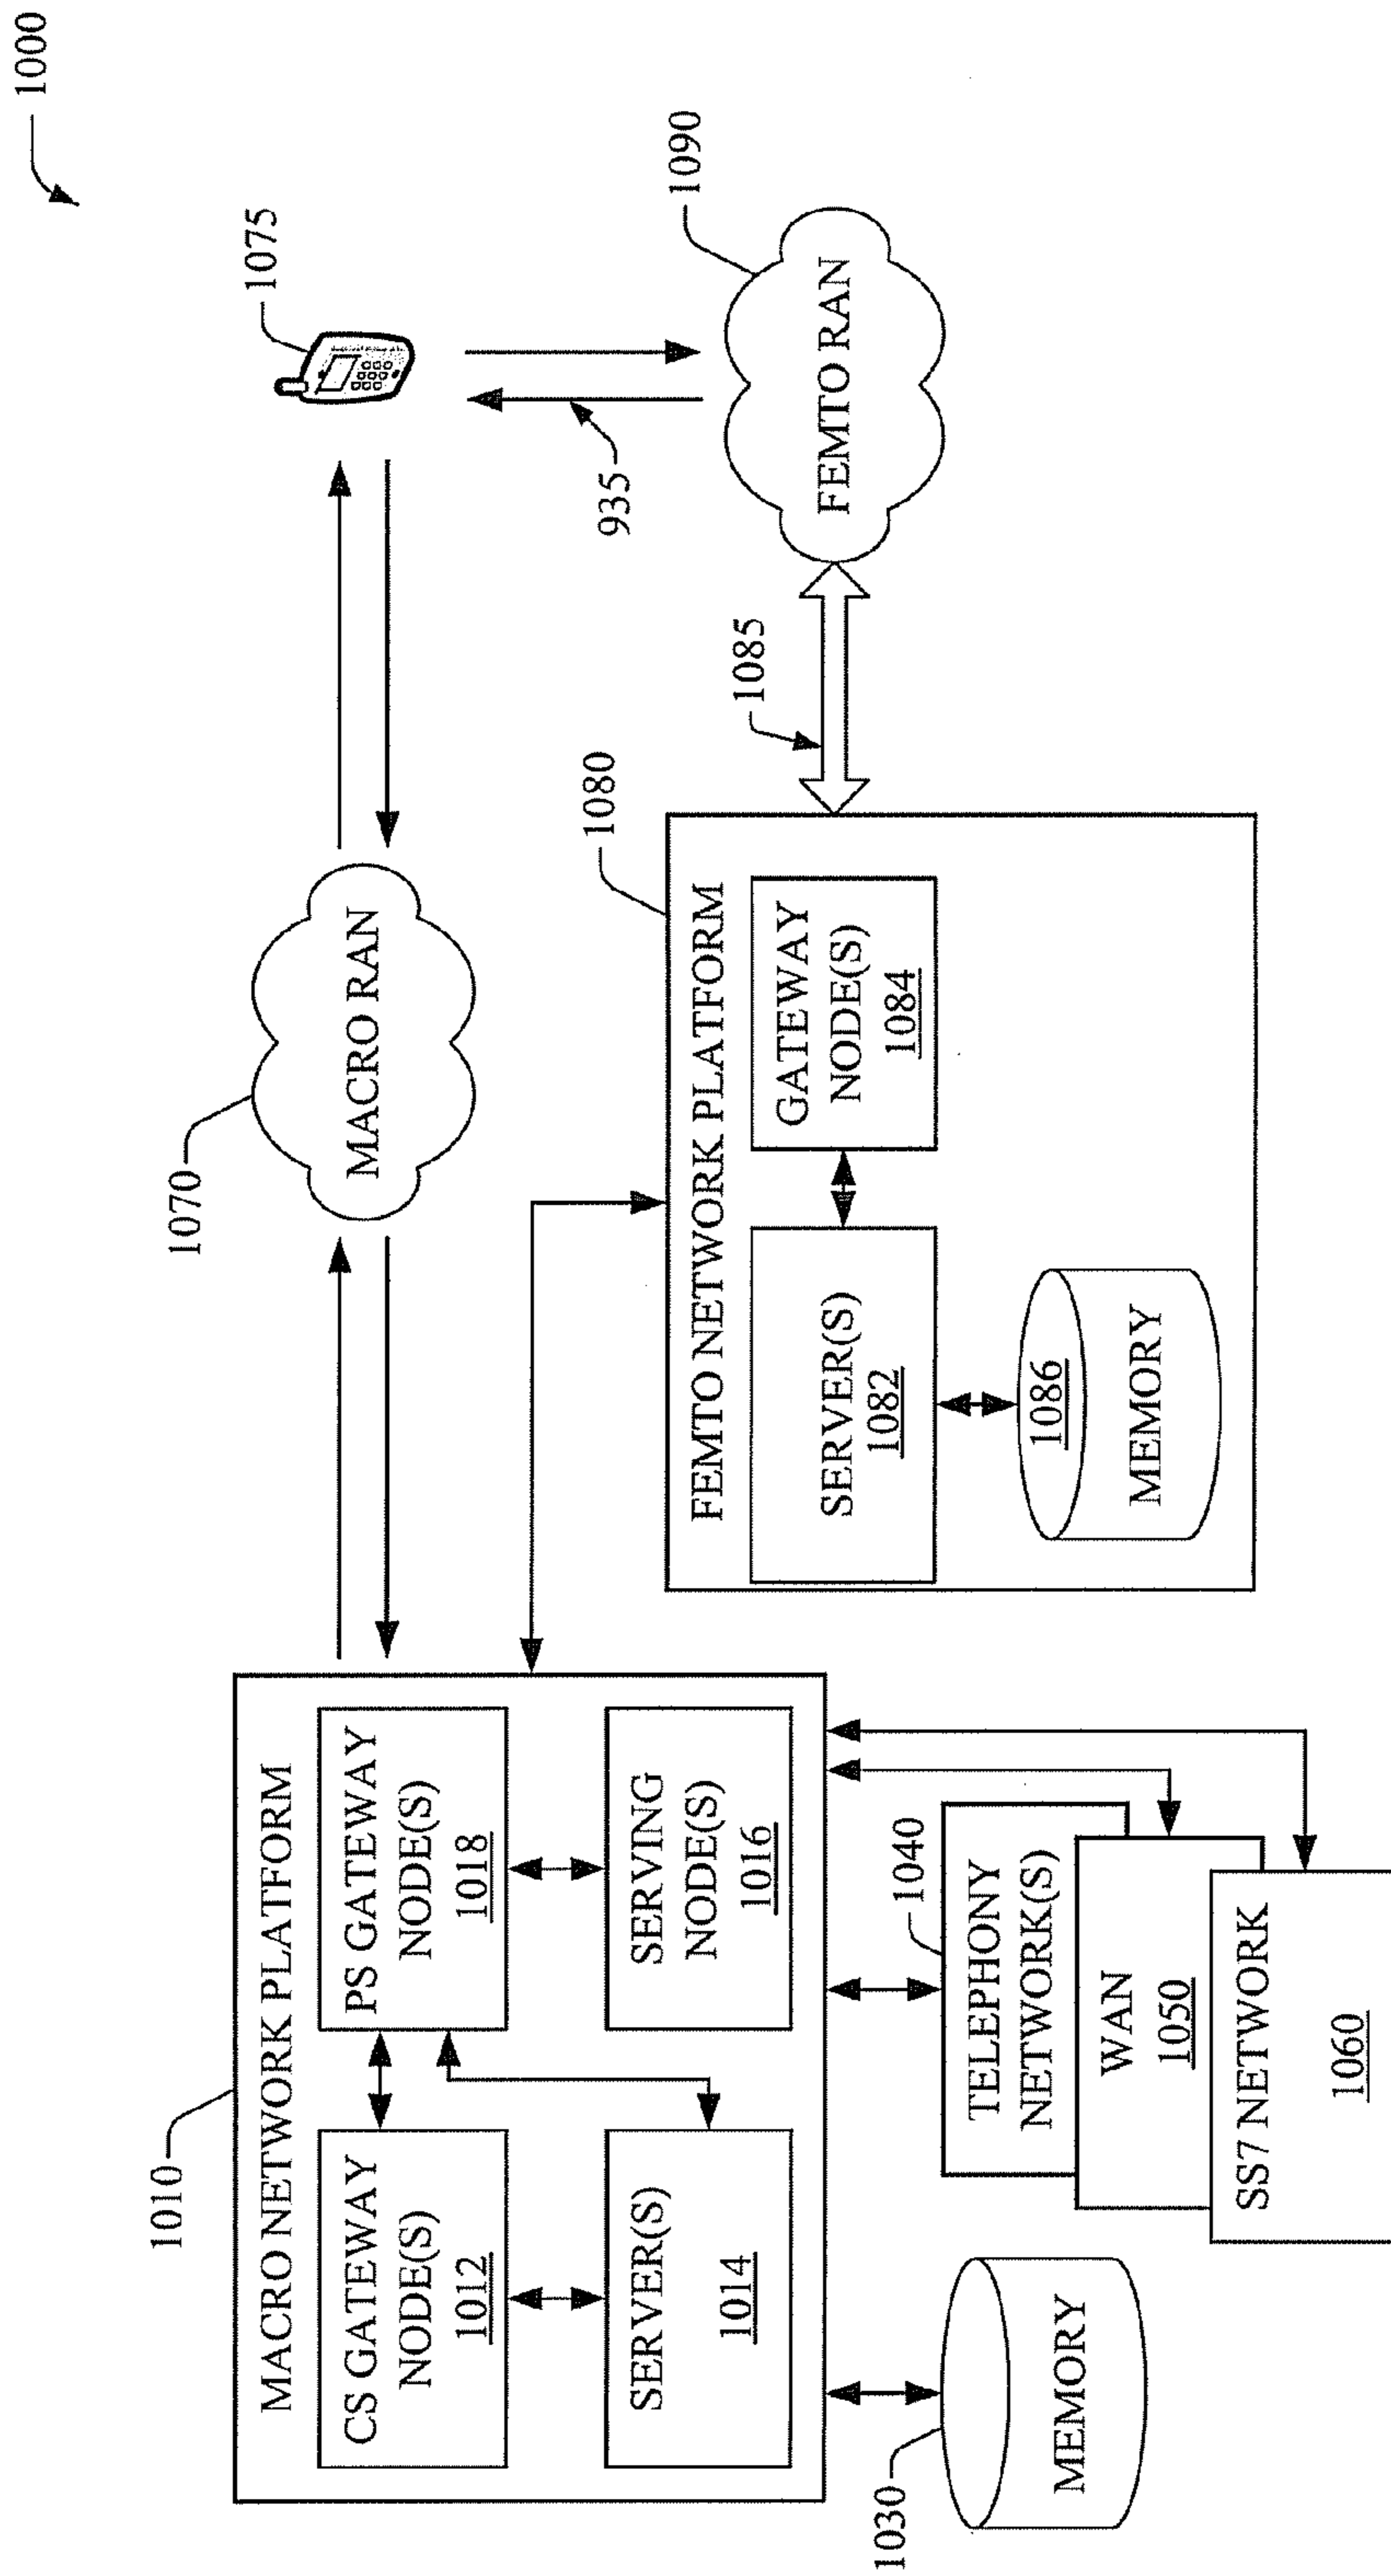 1000
1010
MACRO NETWORK PLATFORM
CS GATEWAY
NODE(S)
1012
PS GATEWAY
NODE(S)
1018
SERVER(S)
1014
SERVING
NODE(S)
1016
1070
MACRO RAN
1075
935
1090
FEMTO RAN
1085
1080
FEMTO NETWORK PLATFORM
SERVER(S)
1082
GATEWAY
NODE(S)
1084
1086
MEMORY
1030
MEMORY
1040
TELEPHONY
NETWORK(S)
WAN
1050
SS7 NETWORK
1060